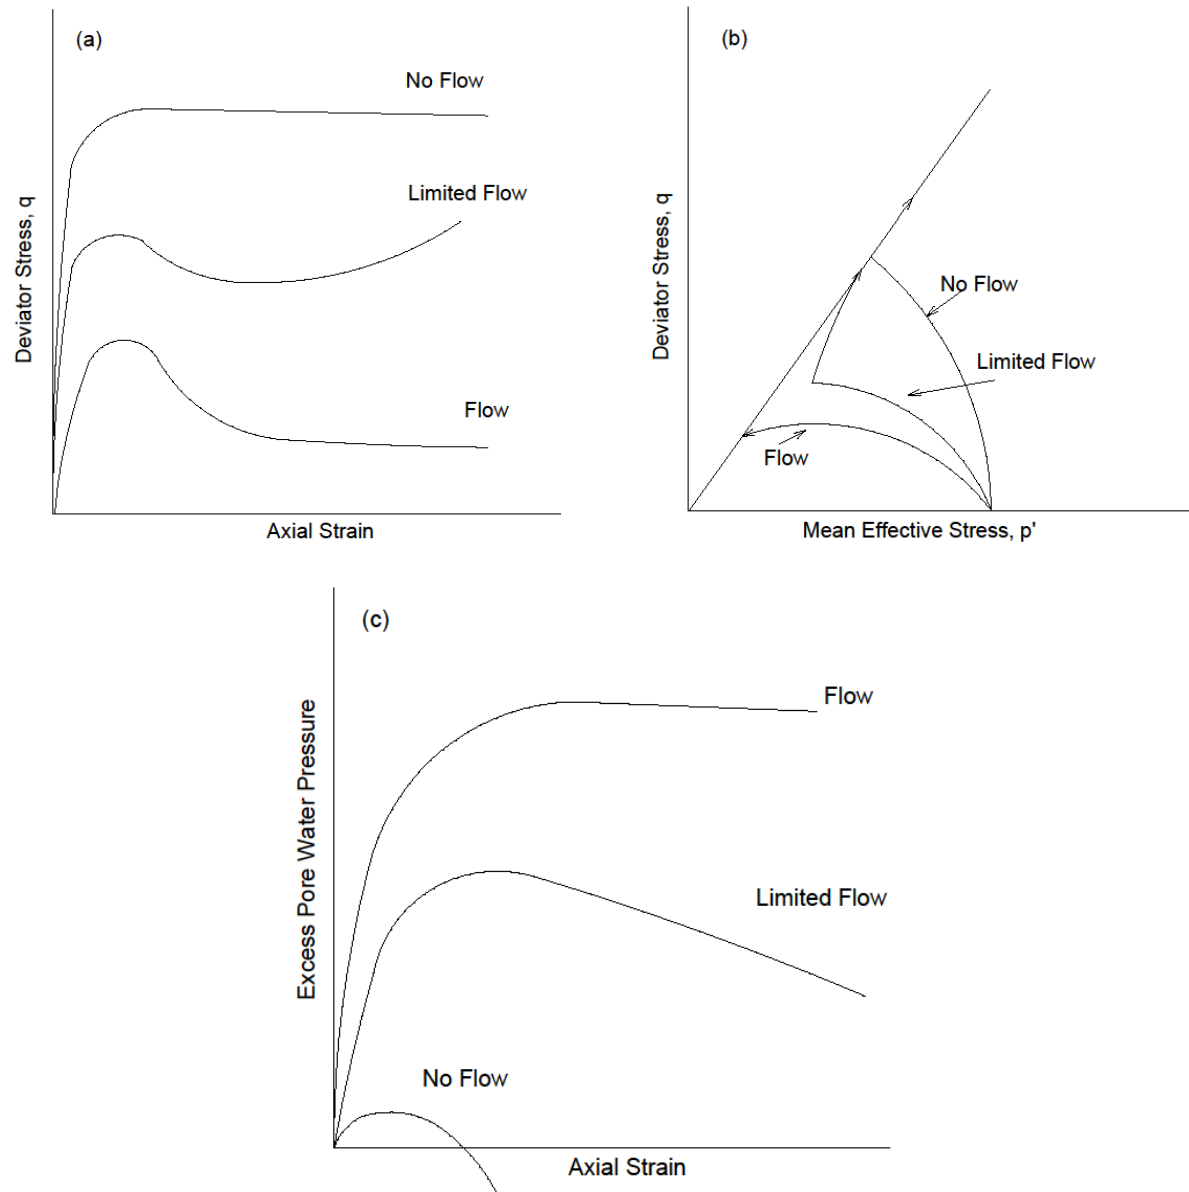 (a)
No Flow
Limited Flow
Flow
Deviator Stress, q
Axial Strain
(b)
No Flow
Limited Flow
Flow
Deviator Stress, q
Mean Effective Stress, p'
(c)
Flow
Limited Flow
No Flow
Excess Pore Water Pressure
Axial Strain